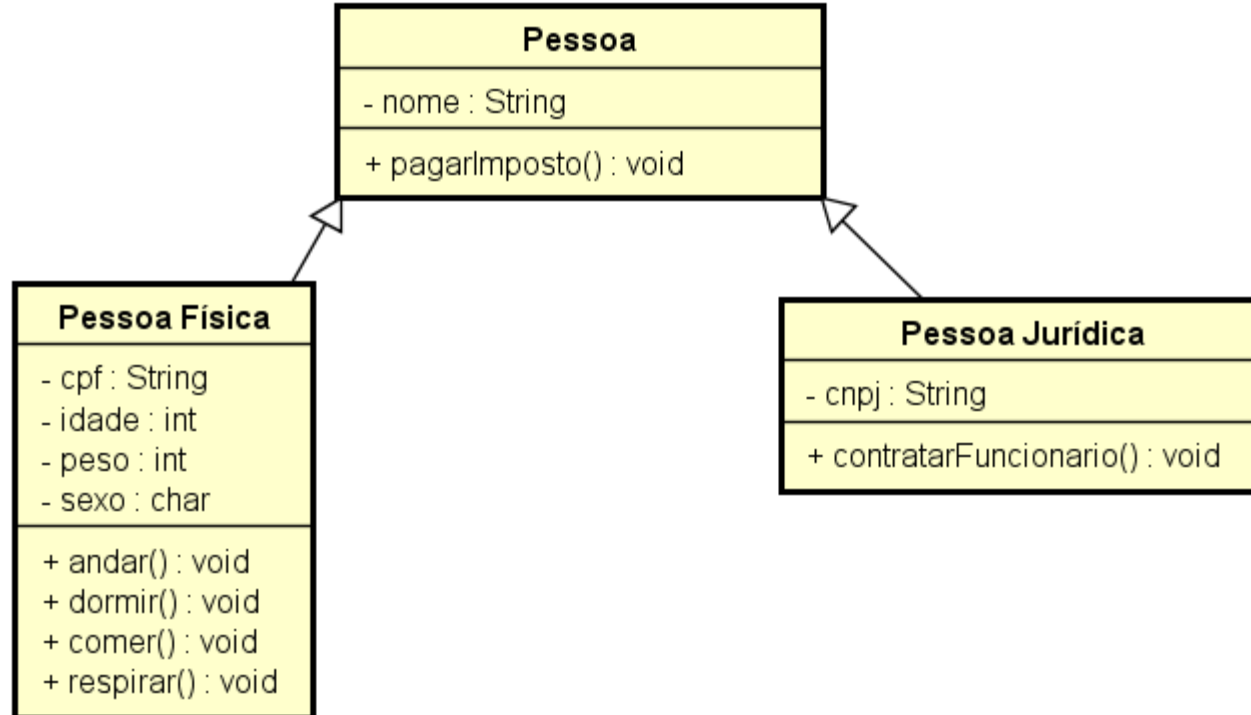 Pessoa
- nome : String
+ pagarImposto() : void
Pessoa Física
- cpf : String
- idade : int
- peso : int
- sexo : char
+ andar() : void
+ dormir() : void
+ comer() : void
+ respirar() : void
Pessoa Jurídica
- cnpj : String
+ contratarFuncionario() : void